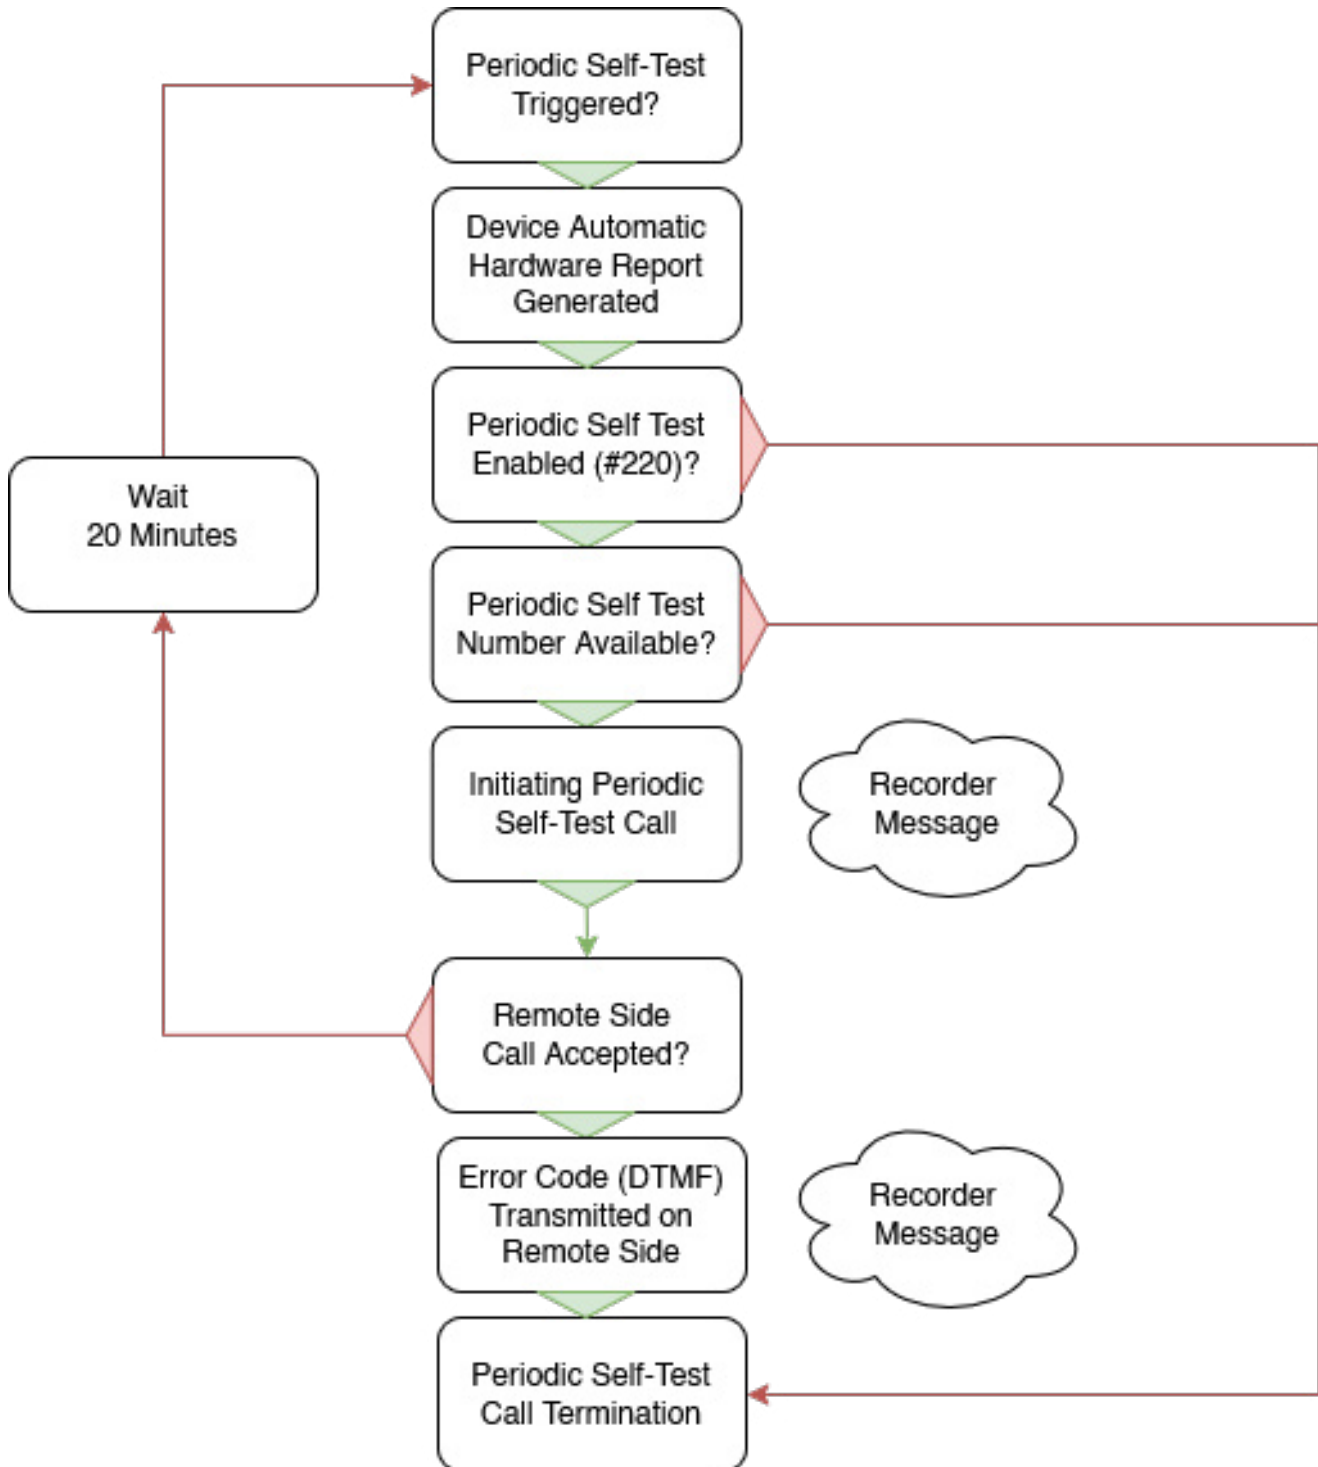 Periodic Self-Test
Triggered?
Device Automatic
Hardware Report
Generated
Periodic Self Test
Enabled (#220)?
Wait
20 Minutes
Periodic Self Test
Number Available?
Initiating Periodic
Self-Test Call
Recorder
Message
Remote Side
Call Accepted?
Error Code (DTMF)
Transmitted on
Remote Side
Recorder
Message
Periodic Self-Test
Call Termination